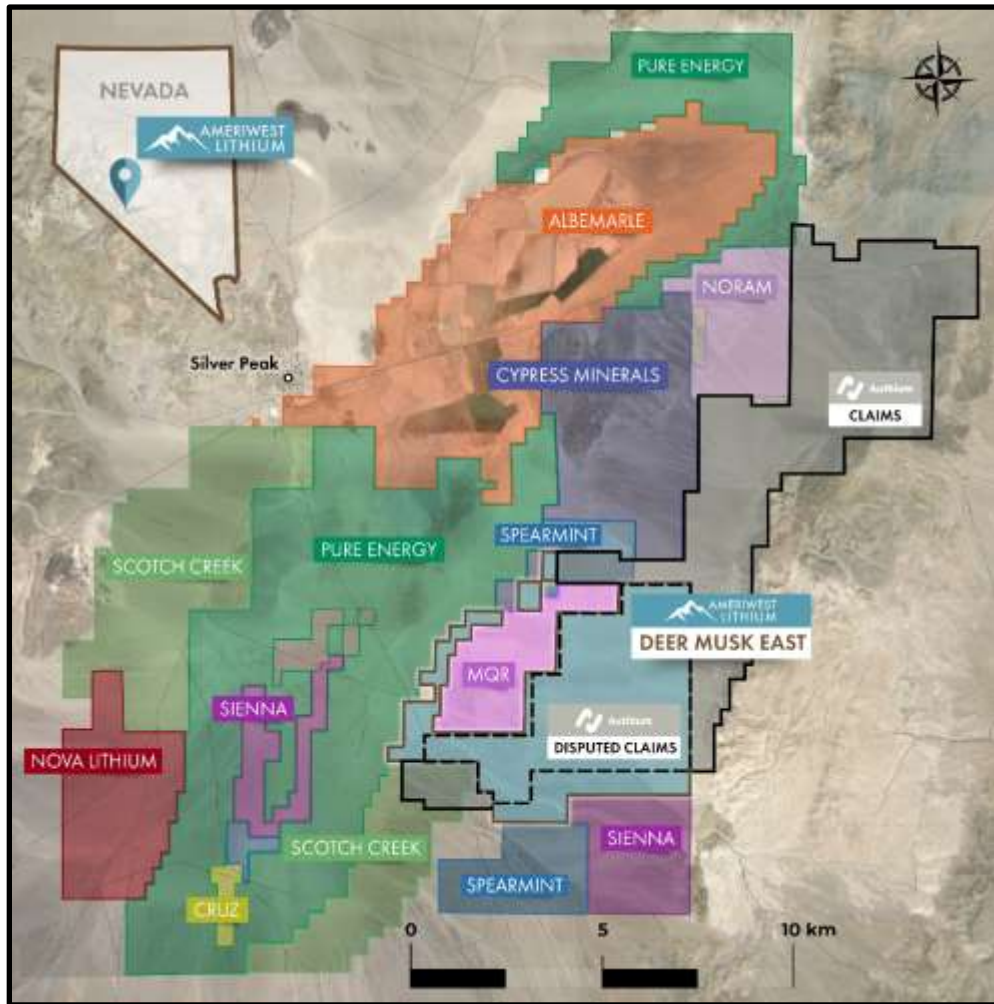 NEVADA
AMERIWEST
LITHIUM
PURE ENERGY
ALBEMARLE
NORAM
Silver Peak
CYPRESS MINERALS
CLAIMS
SPEARMINT
PURE ENERGY
SCOTCH CREEK
AMERIWEST
LITHIUM
DEER MUSK EAST
MQR
SIENNA
DISPUTED CLAIMS
NOVA LITHIUM
SCOTCH CREEK
SIENNA
SPEARMINT
CRUZ
0 5 10 km